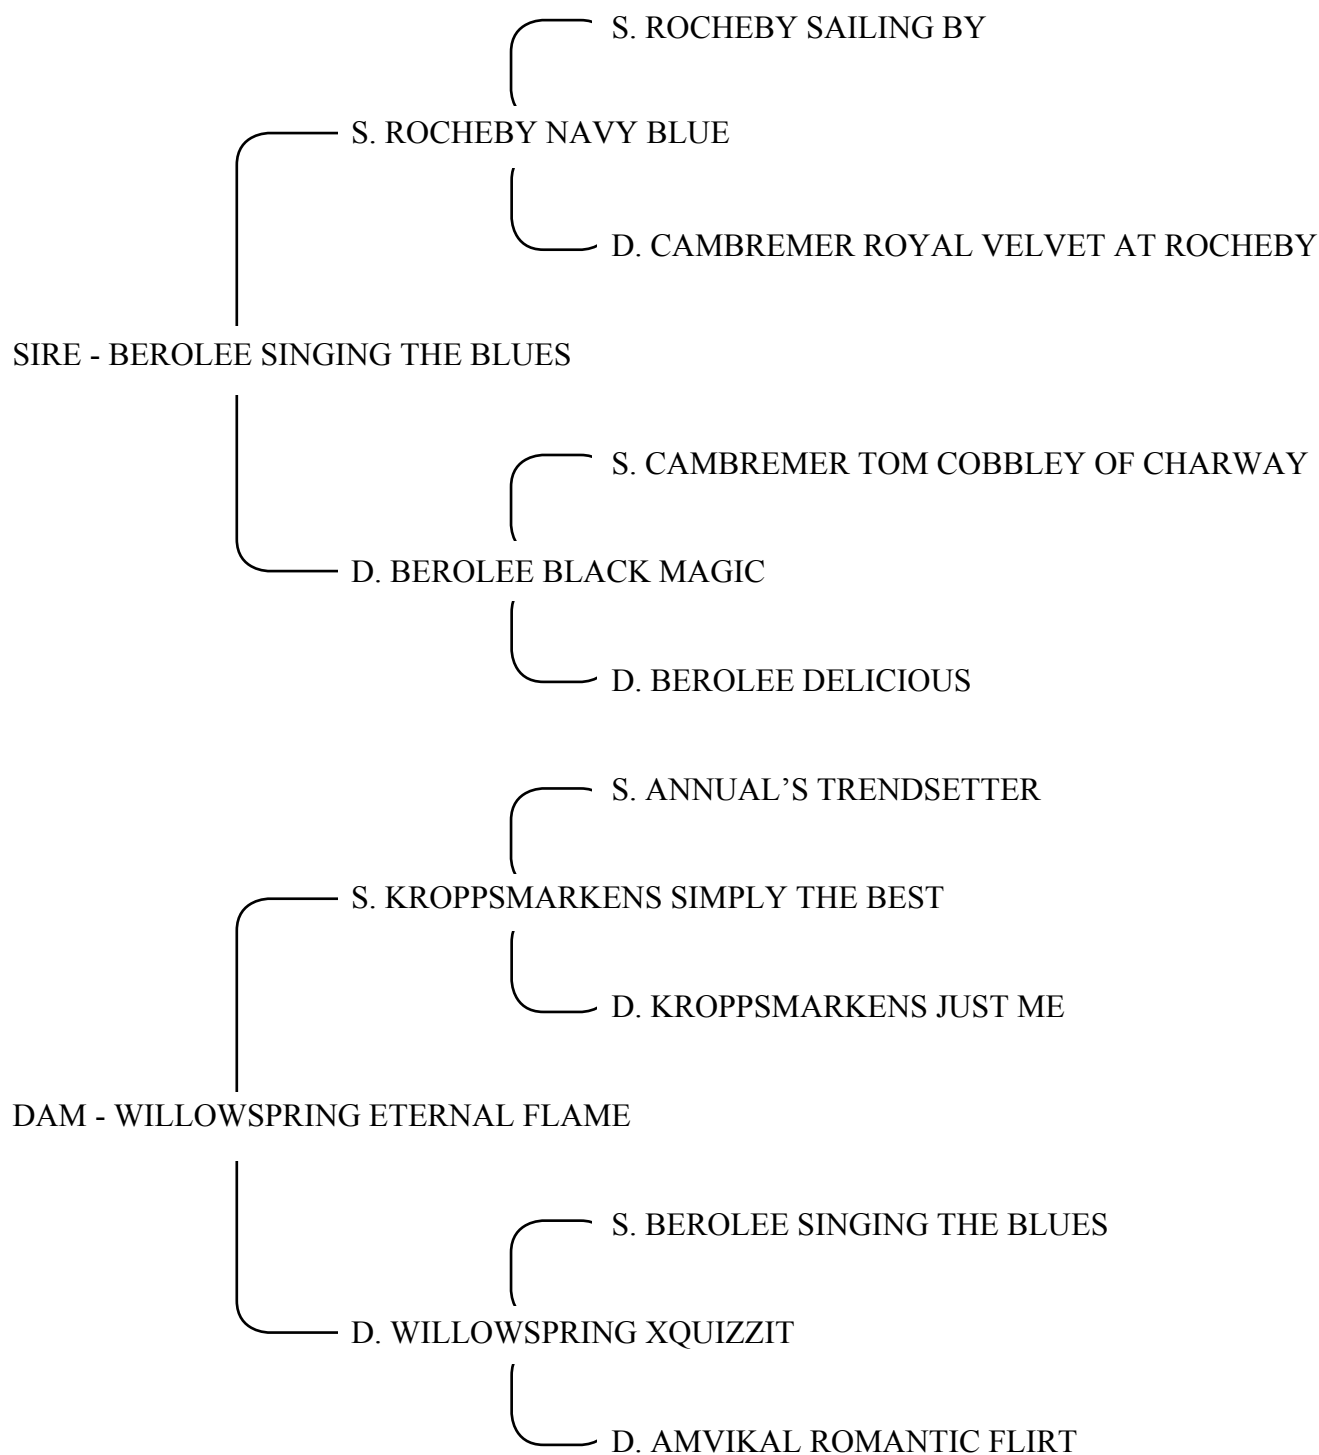 S. ROCHEBY SAILING BY
S. ROCHEBY NAVY BLUE
D. CAMBREMER ROYAL VELVET AT ROCHEBY
SIRE - BEROLEE SINGING THE BLUES
S. CAMBREMER TOM COBBLEY OF CHARWAY
D. BEROLEE BLACK MAGIC
D. BEROLEE DELICIOUS
S. ANNUAL’S TRENDSETTER
S. KROPPSMARKENS SIMPLY THE BEST
D. KROPPSMARKENS JUST ME
DAM - WILLOWSPRING ETERNAL FLAME
S. BEROLEE SINGING THE BLUES
D. WILLOWSPRING XQUIZZIT
D. AMVIKAL ROMANTIC FLIRT